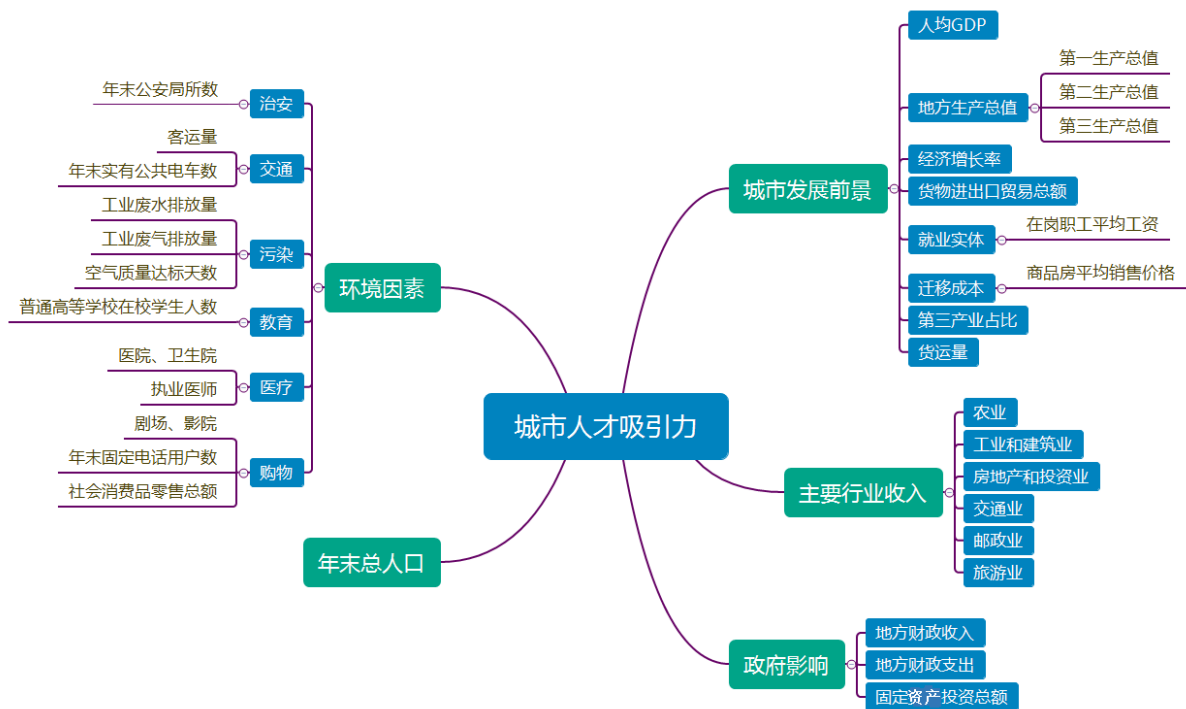 城市人才吸引力
城市发展前景
人均GDP
地方生产总值
第一生产总值
第二生产总值
第三生产总值
经济增长率
货物进出口贸易总额
就业实体
在岗职工平均工资
迁移成本
商品房平均销售价格
第三产业占比
货运量
主要行业收入
农业
工业和建筑业
房地产和投资业
交通业
邮政业
旅游业
政府影响
地方财政收入
地方财政支出
固定资产投资总额
环境因素
治安
年末公安局所数
交通
客运量
年末实有公共电车数
污染
工业废水排放量
工业废气排放量
空气质量达标天数
教育
普通高等学校在校学生人数
医疗
医院、卫生院
执业医师
购物
剧场、影院
年末固定电话用户数
社会消费品零售总额
年末总人口